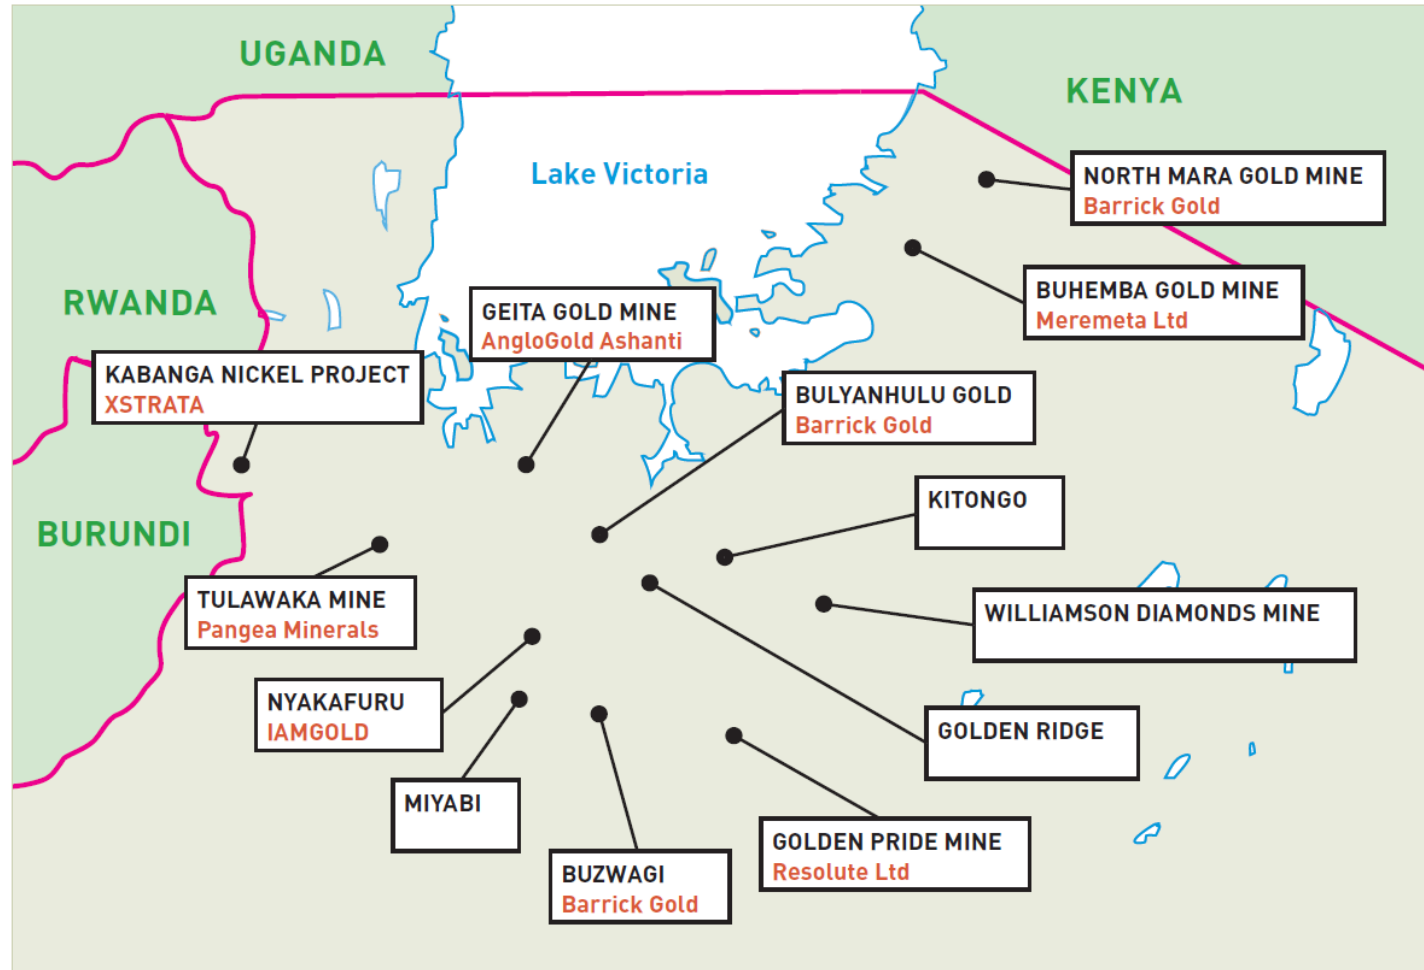 UGANDA
KENYA
Lake Victoria
NORTH MARA GOLD MINE
Barrick Gold
BUHEMBA GOLD MINE
Meremeta Ltd
RWANDA
GEITA GOLD MINE
AngloGold Ashanti
KABANGA NICKEL PROJECT
XSTRATA
BULYANHULU GOLD
Barrick Gold
KITONGO
BURUNDI
TULAWAKA MINE
Pangea Minerals
WILLIAMSON DIAMONDS MINE
NYAKAFURU
IAMGOLD
GOLDEN RIDGE
MIYABI
GOLDEN PRIDE MINE
Resolute Ltd
BUZWAGI
Barrick Gold